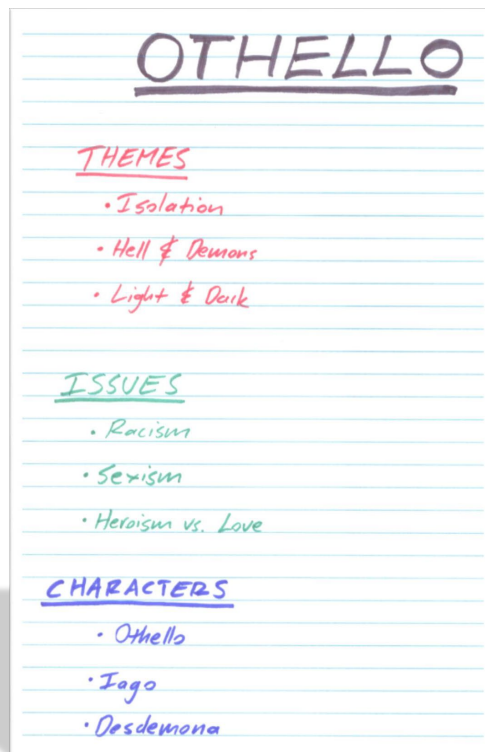 OTHELLO
THEMES
• Isolation
• Hell & Demons
• Light & Dark
ISSUES
• Racism
• Sexism
• Heroism vs. Love
CHARACTERS
• Othello
• Iago
• Desdemona